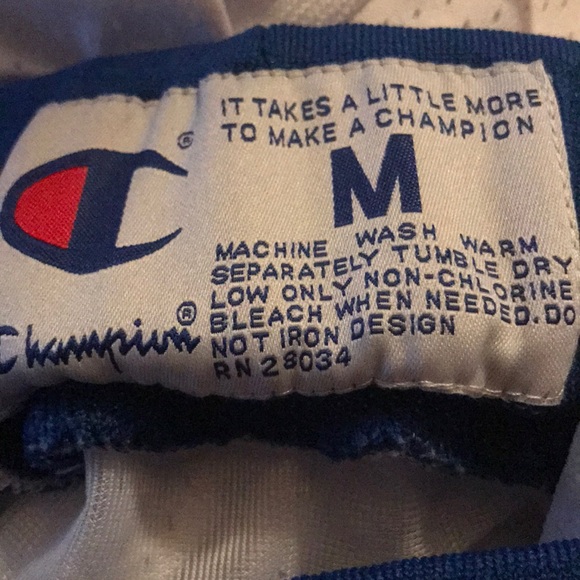 IT TAKES A LITTLE MORE
TO MAKE A CHAMPION
M
MACHINE WASH WARM
SEPARATELY TUMBLE DRY
LOW ONLY NON-CHLORINE
BLEACH WHEN NEEDED.DO
NOT IRON DESIGN
RN 28034
®
Champion®